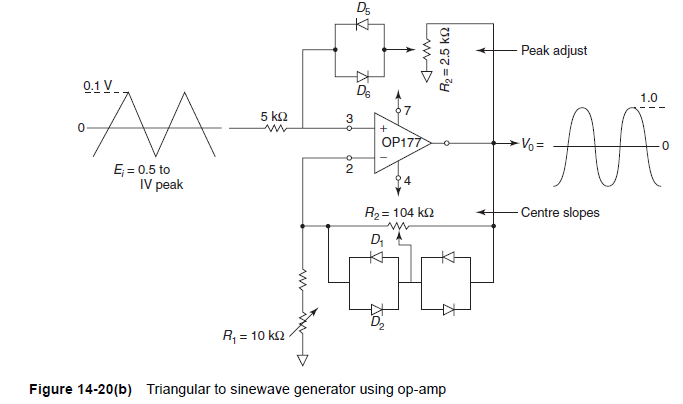 D5
R2 = 2.5 kΩ
Peak adjust
0.1 V
D6
1.0
7
5 kΩ
3
+
0
OP177
Vo =
0
−
2
Ei = 0.5 to
IV peak
4
R2 = 104 kΩ
Centre slopes
D1
D2
R1 = 10 kΩ
Figure 14-20(b) Triangular to sinewave generator using op-amp